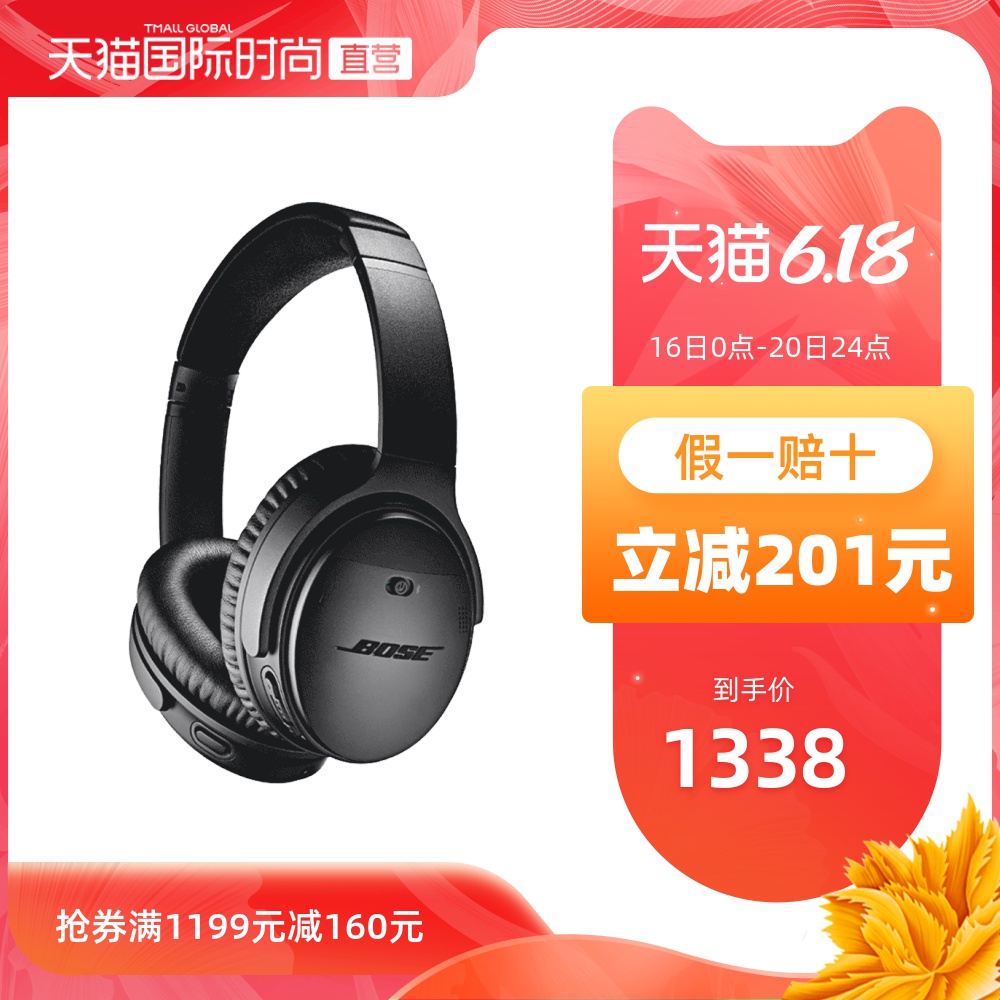 TMALL GLOBAL
天猫国际时尚 直营
天猫6.18
16日0点-20日24点
假一赔十
立减201元
BOSE
到手价
1338
抢券满1199元减160元